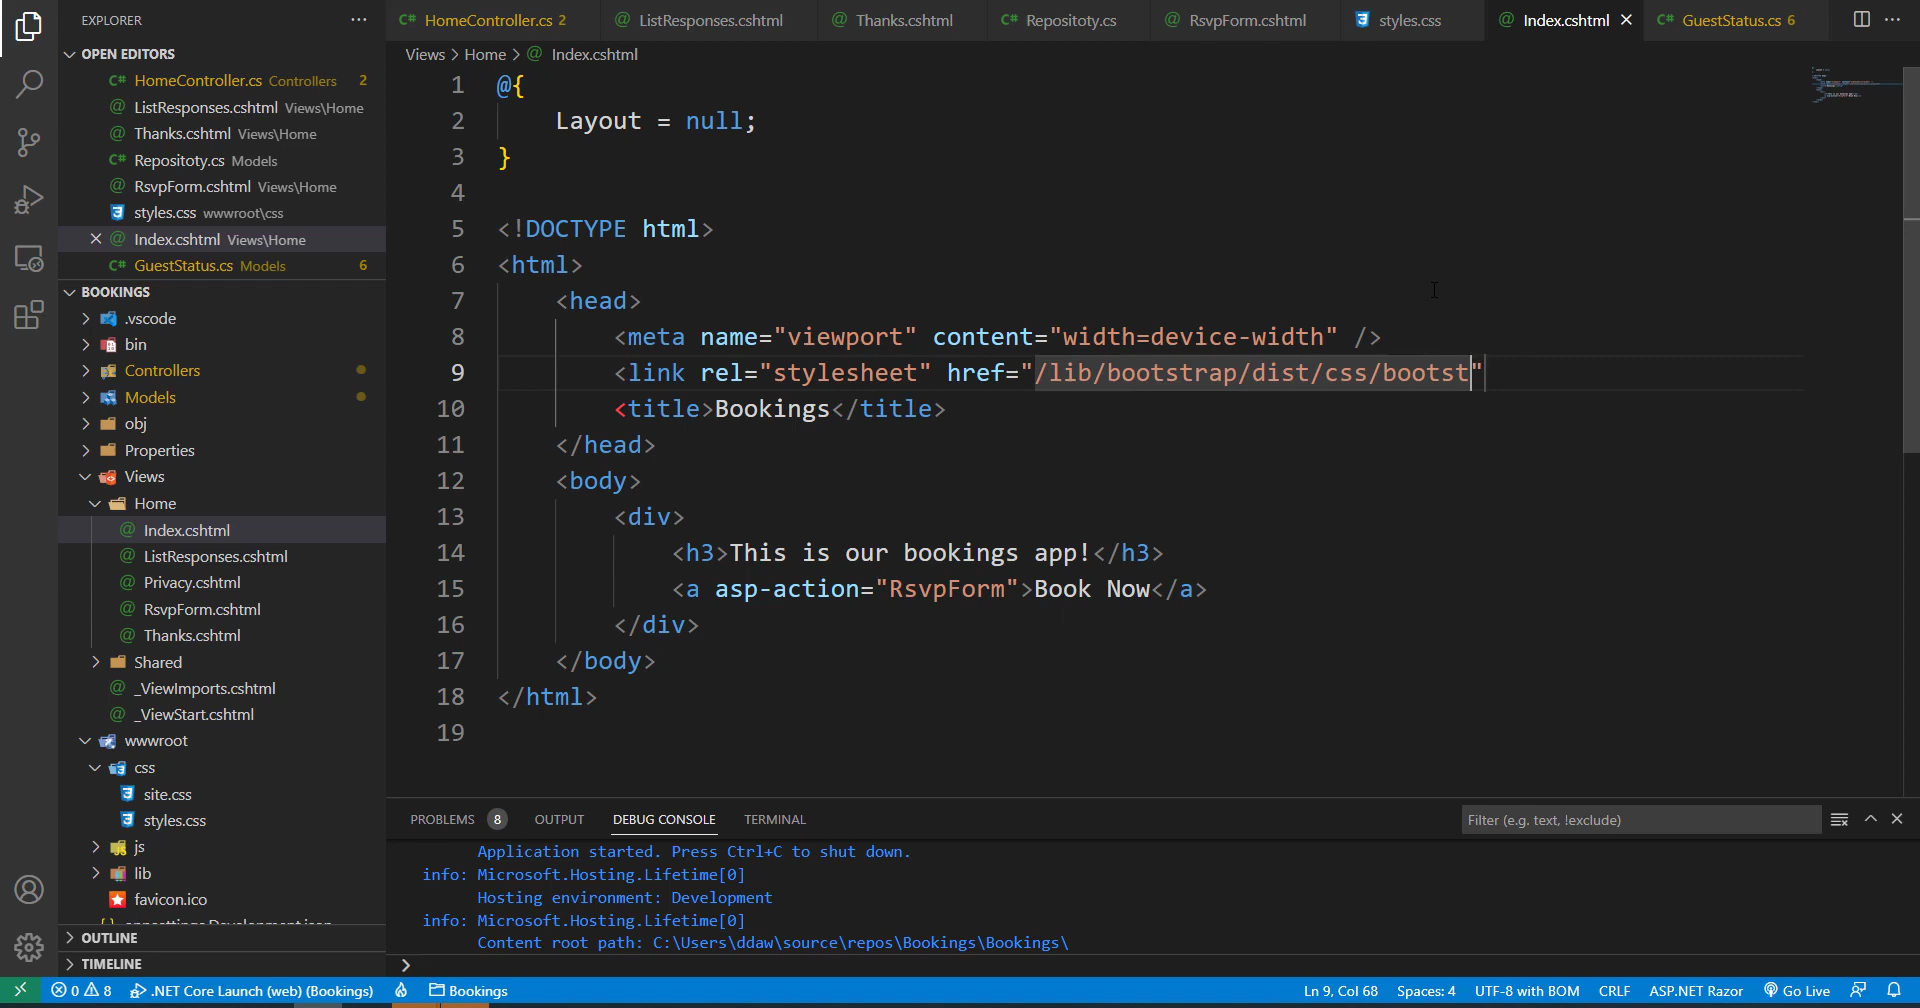 EXPLORER ···
OPEN EDITORS
C# HomeController.cs Controllers 2
@ ListResponses.cshtml Views\Home
@ Thanks.cshtml Views\Home
C# Repositoty.cs Models
@ RsvpForm.cshtml Views\Home
styles.css wwwroot\css
@ Index.cshtml Views\Home
C# GuestStatus.cs Models 6
BOOKINGS
.vscode
bin
Controllers
Models
obj
Properties
Views
Home
@ Index.cshtml
@ ListResponses.cshtml
@ Privacy.cshtml
@ RsvpForm.cshtml
@ Thanks.cshtml
Shared
@ _ViewImports.cshtml
@ _ViewStart.cshtml
wwwroot
css
site.css
styles.css
js
lib
favicon.ico
OUTLINE
TIMELINE
C# HomeController.cs 2 @ ListResponses.cshtml @ Thanks.cshtml C# Repositoty.cs @ RsvpForm.cshtml styles.css @ Index.cshtml C# GuestStatus.cs 6 ···
Views > Home > @ Index.cshtml
1 @{
2 Layout = null;
3 }
4
5 <!DOCTYPE html>
6 <html>
7 <head>
8 <meta name="viewport" content="width=device-width" />
9 <link rel="stylesheet" href="/lib/bootstrap/dist/css/bootst"
10 <title>Bookings</title>
11 </head>
12 <body>
13 <div>
14 <h3>This is our bookings app!</h3>
15 <a asp-action="RsvpForm">Book Now</a>
16 </div>
17 </body>
18 </html>
19
PROBLEMS 8 OUTPUT DEBUG CONSOLE TERMINAL Filter (e.g. text, !exclude)
Application started. Press Ctrl+C to shut down.
info: Microsoft.Hosting.Lifetime[0]
Hosting environment: Development
info: Microsoft.Hosting.Lifetime[0]
Content root path: C:\Users\ddaw\source\repos\Bookings\Bookings\
0 8 .NET Core Launch (web) (Bookings) Bookings Ln 9, Col 68 Spaces: 4 UTF-8 with BOM CRLF ASP.NET Razor Go Live